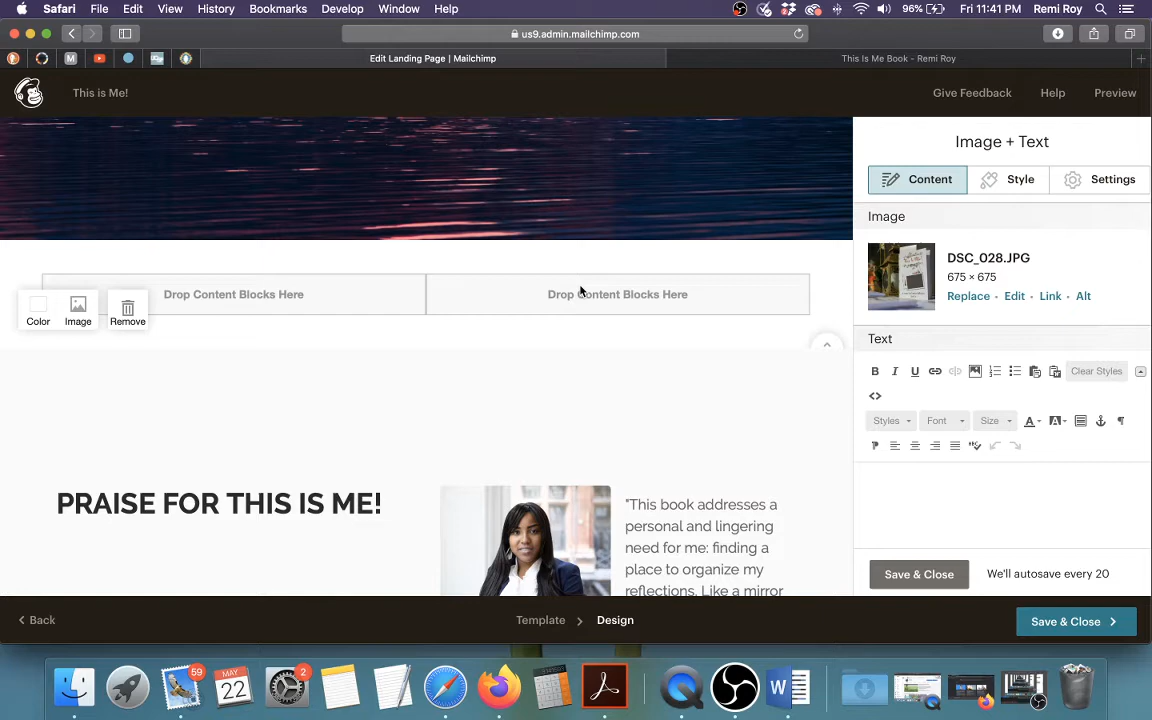 Safari File Edit View History Bookmarks Develop Window Help 96% Fri 11:41 PM Remi Roy
us9.admin.mailchimp.com
M Edit Landing Page | Mailchimp This Is Me Book - Remi Roy
This is Me! Give Feedback Help Preview
Image + Text
Content Style Settings
Image
DSC_028.JPG
675 × 675
Replace · Edit · Link · Alt
Drop Content Blocks Here Drop Content Blocks Here
Color Image Remove
Text
B I U Clear Styles
Styles Font Size A A
PRAISE FOR THIS IS ME!
"This book addresses a
personal and lingering
need for me: finding a
place to organize my
reflections. Like a mirror
Save & Close We'll autosave every 20
Back Template Design Save & Close
59 MAY 22 2 W